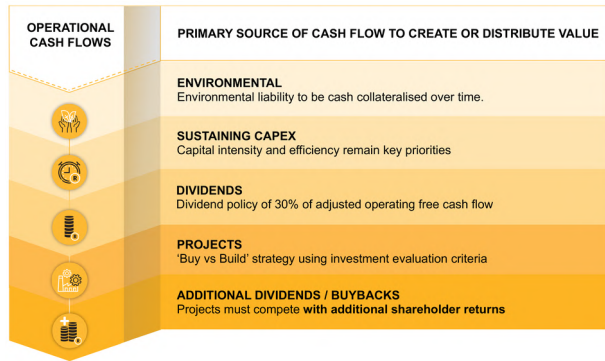 OPERATIONAL
CASH FLOWS
PRIMARY SOURCE OF CASH FLOW TO CREATE OR DISTRIBUTE VALUE
ENVIRONMENTAL
Environmental liability to be cash collateralised over time.
SUSTAINING CAPEX
Capital intensity and efficiency remain key priorities
R
DIVIDENDS
Dividend policy of 30% of adjusted operating free cash flow
R
PROJECTS
‘Buy vs Build’ strategy using investment evaluation criteria
ADDITIONAL DIVIDENDS / BUYBACKS
Projects must compete with additional shareholder returns
R